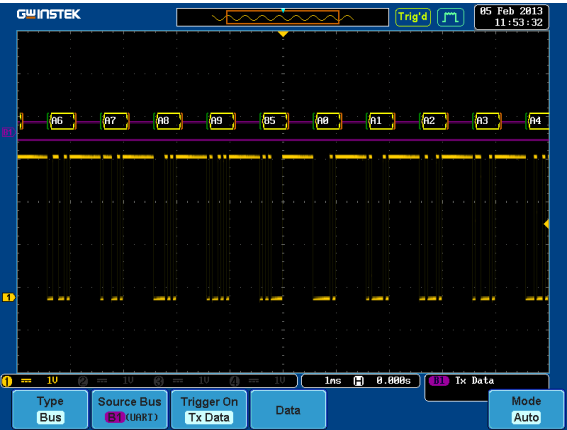 GWINSTEK Trig'd 05 Feb 2013
11:53:32
A6 A7 A8 A9 B5 A0 A1 A2 A3 A4
B1
1
1 1V 2 1V 3 1V 4 1V 1ms H 0.000s B1 Tx Data
Type Source Bus Trigger On Data Mode
Bus B1(UART) Tx Data Auto